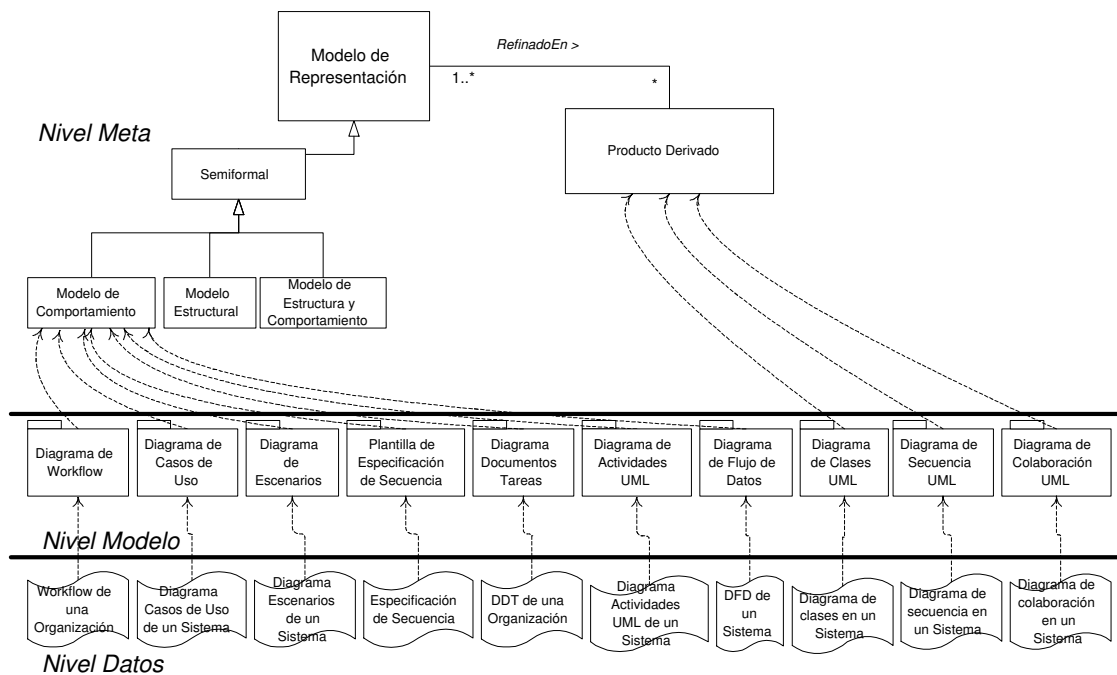 RefinadoEn >
Modelo de
Representación
1..*
*
Nivel Meta
Producto Derivado
Semiformal
Modelo de
Comportamiento
Modelo
Estructural
Modelo de
Estructura y
Comportamiento
Diagrama de
Workflow
Diagrama de
Casos de
Uso
Diagrama
de
Escenarios
Plantilla de
Especificación
de Secuencia
Diagrama
Documentos
Tareas
Diagrama de
Actividades
UML
Diagrama
de Flujo de
Datos
Diagrama
de Clases
UML
Diagrama de
Secuencia
UML
Diagrama de
Colaboración
UML
Nivel Modelo
Workflow de
una
Organización
Diagrama
Casos de Uso
de un Sistema
Diagrama
Escenarios
de un
Sistema
Especificación
de Secuencia
DDT de una
Organización
Diagrama
Actividades
UML de un
Sistema
DFD de
un
Sistema
Diagrama de
clases en un
Sistema
Diagrama de
secuencia en
un Sistema
Diagrama de
colaboración
en un
Sistema
Nivel Datos